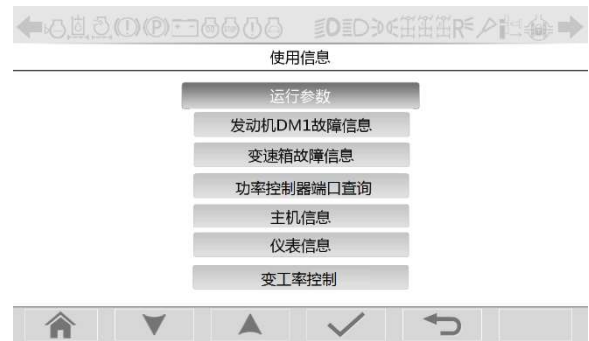 使用信息
运行参数
发动机DM1故障信息
变速箱故障信息
功率控制器端口查询
主机信息
仪表信息
变工率控制